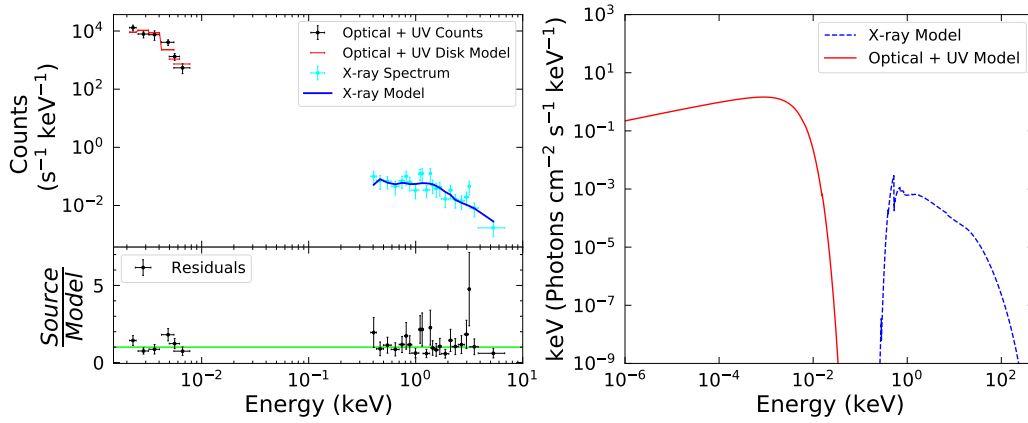 10⁴
10²
10⁰
10⁻²
Counts
(s⁻¹ keV⁻¹)
Optical + UV Counts
Optical + UV Disk Model
X-ray Spectrum
X-ray Model
5
0
Source
Model
Residuals
10⁻² 10⁻¹ 10⁰ 10¹
Energy (keV)
10³
10¹
10⁻¹
10⁻³
10⁻⁵
10⁻⁷
10⁻⁹
keV (Photons cm⁻² s⁻¹ keV⁻¹)
X-ray Model
Optical + UV Model
10⁻⁶ 10⁻⁴ 10⁻² 10⁰ 10²
Energy (keV)